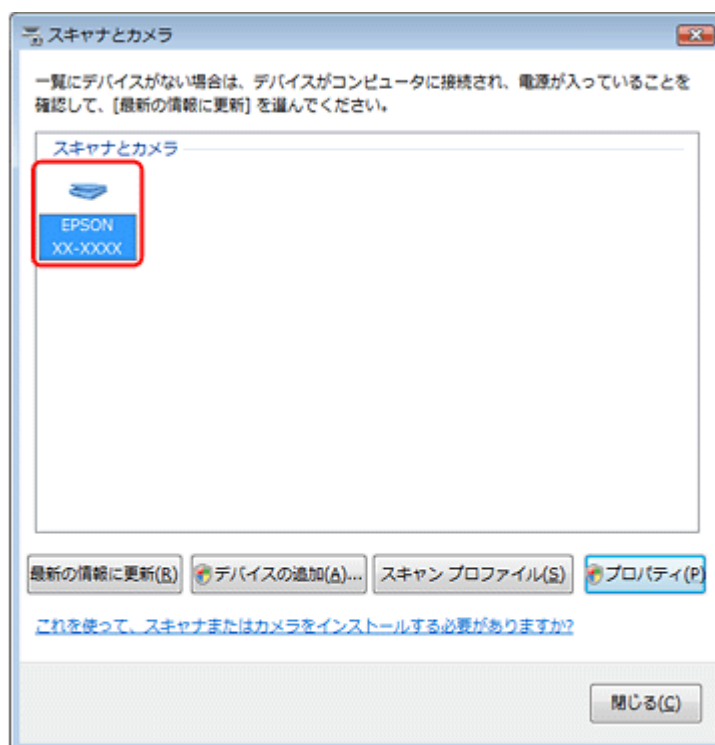 スキャナとカメラ
一覧にデバイスがない場合は、デバイスがコンピュータに接続され、電源が入っていることを
確認して、[最新の情報に更新] を選んでください。
スキャナとカメラ
EPSON
XX-XXXX
最新の情報に更新(R)
デバイスの追加(A)...
スキャン プロファイル(S)
プロパティ(P)
これを使って、スキャナまたはカメラをインストールする必要がありますか?
閉じる(C)